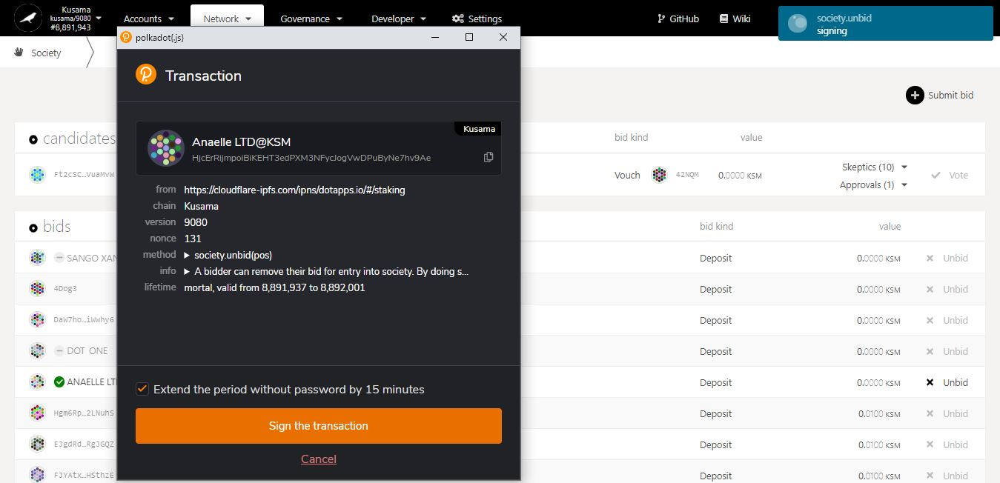 Kusama
kusama/9080
#8,891,943
Accounts
Network
Governance
Developer
Settings
GitHub
Wiki
society.unbid
signing
Society
polkadot{.js}
Transaction
Submit bid
Kusama
Anaelle LTD@KSM
HjcErRijmpoiBiKEHT3edPXM3NFycJogVwDPuByNe7hv9Ae
from https://cloudflare-ipfs.com/ipns/dotapps.io/#/staking
chain Kusama
version 9080
nonce 131
method society.unbid(pos)
info A bidder can remove their bid for entry into society. By doing s...
lifetime mortal, valid from 8,891,937 to 8,892,001
Extend the period without password by 15 minutes
Sign the transaction
Cancel
candidates bid kind value
Ft2cSC…VuaMvW Vouch 42NQM 0.0000 KSM Skeptics (10) Vote
Approvals (1)
bids bid kind value
SANGO XAN Deposit 0.0000 KSM Unbid
4Dog3 Deposit 0.0000 KSM Unbid
DaW7ho…iWwhy6 Deposit 0.0000 KSM Unbid
DOT ONE Deposit 0.0000 KSM Unbid
ANAELLE LT Deposit 0.0000 KSM Unbid
Hgm6Rp…2LNuhS Deposit 0.0100 KSM Unbid
EJgdRd…RgJGQZ Deposit 0.0100 KSM Unbid
FJYAtx…HSthzE Deposit 0.0100 KSM Unbid